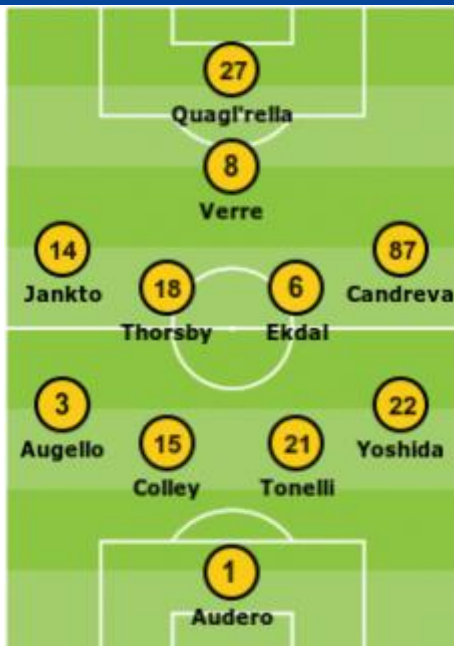 27
Quagl'rella
8
Verre
14
Jankto
87
Candreva
18
Thorsby
6
Ekdal
3
Augello
22
Yoshida
15
Colley
21
Tonelli
1
Audero